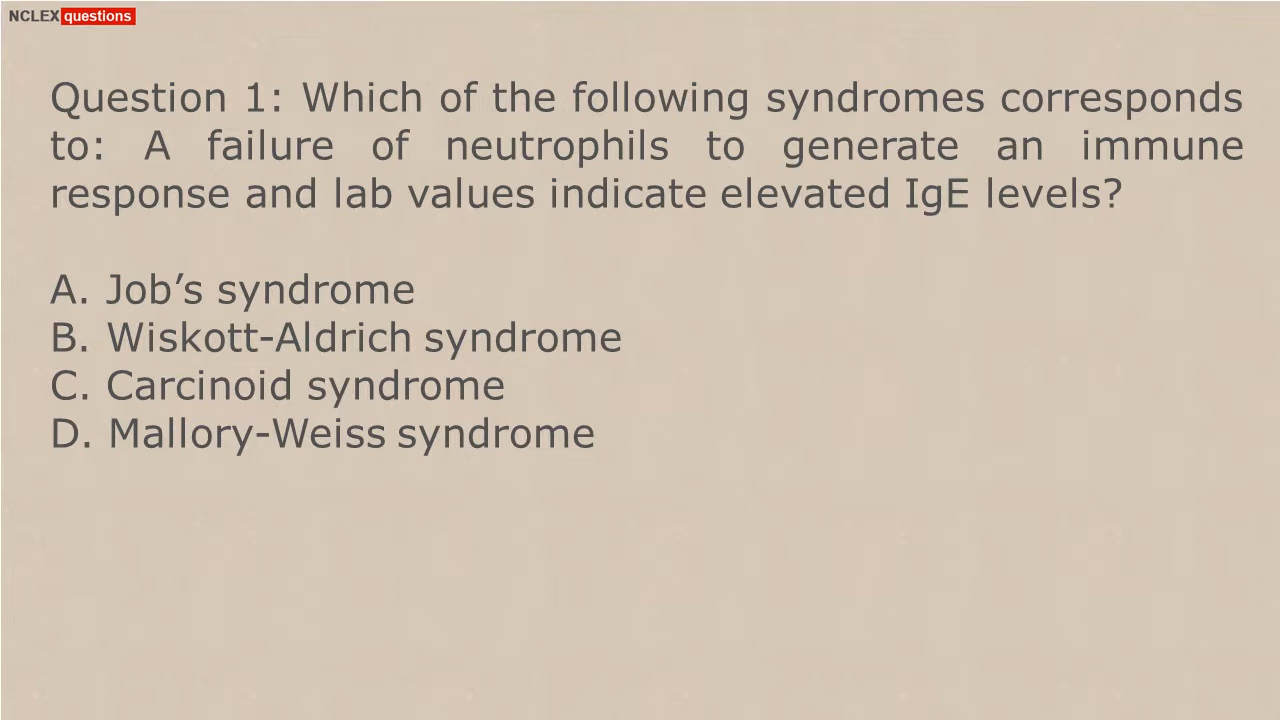 NCLEX questions
Question 1: Which of the following syndromes corresponds
to: A failure of neutrophils to generate an immune
response and lab values indicate elevated IgE levels?
A. Job’s syndrome
B. Wiskott-Aldrich syndrome
C. Carcinoid syndrome
D. Mallory-Weiss syndrome